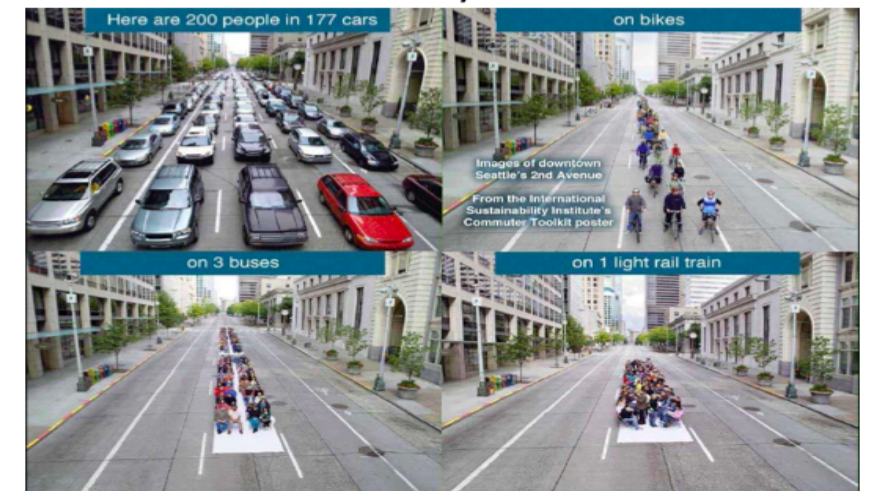 Here are 200 people in 177 cars
on bikes
Images of downtown
Seattle's 2nd Avenue
From the International
Sustainability Institute's
Commuter Toolkit poster
on 3 buses
on 1 light rail train